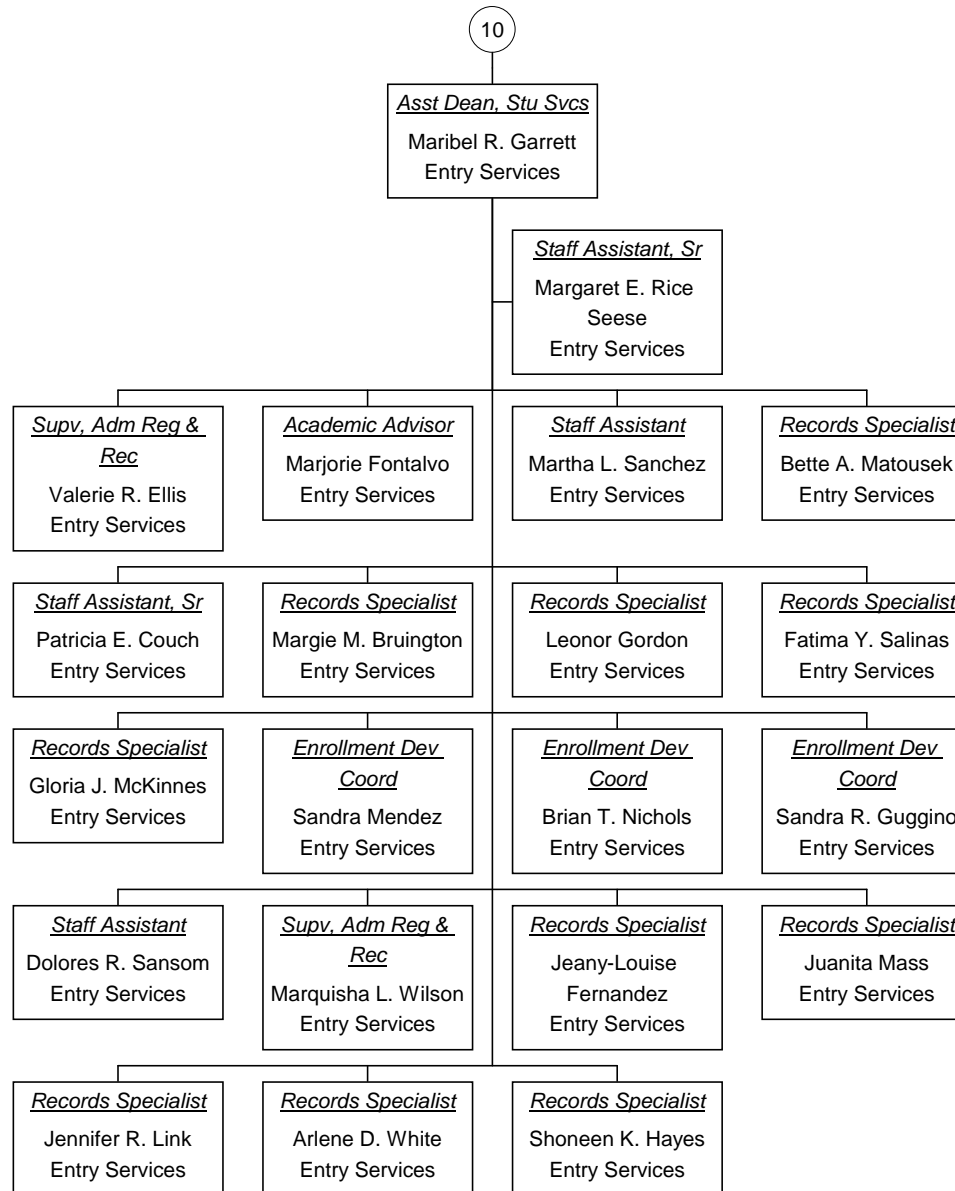 10
Asst Dean, Stu Svcs
Maribel R. Garrett
Entry Services
Staff Assistant, Sr
Margaret E. Rice
Seese
Entry Services
Supv, Adm Reg &
Rec
Valerie R. Ellis
Entry Services
Academic Advisor
Marjorie Fontalvo
Entry Services
Staff Assistant
Martha L. Sanchez
Entry Services
Records Specialist
Bette A. Matousek
Entry Services
Staff Assistant, Sr
Patricia E. Couch
Entry Services
Records Specialist
Margie M. Bruington
Entry Services
Records Specialist
Leonor Gordon
Entry Services
Records Specialist
Fatima Y. Salinas
Entry Services
Records Specialist
Gloria J. McKinnes
Entry Services
Enrollment Dev
Coord
Sandra Mendez
Entry Services
Enrollment Dev
Coord
Brian T. Nichols
Entry Services
Enrollment Dev
Coord
Sandra R. Guggino
Entry Services
Staff Assistant
Dolores R. Sansom
Entry Services
Supv, Adm Reg &
Rec
Marquisha L. Wilson
Entry Services
Records Specialist
Jeany-Louise
Fernandez
Entry Services
Records Specialist
Juanita Mass
Entry Services
Records Specialist
Jennifer R. Link
Entry Services
Records Specialist
Arlene D. White
Entry Services
Records Specialist
Shoneen K. Hayes
Entry Services